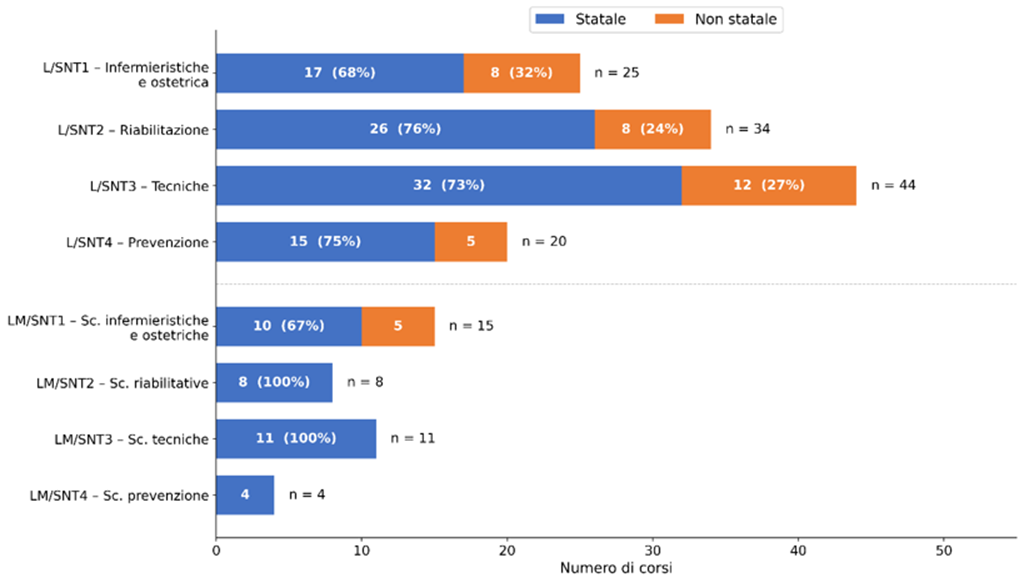 Statale
Non statale
L/SNT1 – Infermieristiche
e ostetrica
17 (68%)
8 (32%)
n = 25
L/SNT2 – Riabilitazione
26 (76%)
8 (24%)
n = 34
L/SNT3 – Tecniche
32 (73%)
12 (27%)
n = 44
L/SNT4 – Prevenzione
15 (75%)
5
n = 20
LM/SNT1 – Sc. infermieristiche
e ostetriche
10 (67%)
5
n = 15
LM/SNT2 – Sc. riabilitative
8 (100%)
n = 8
LM/SNT3 – Sc. tecniche
11 (100%)
n = 11
LM/SNT4 – Sc. prevenzione
4
n = 4
0
10
20
30
40
50
Numero di corsi